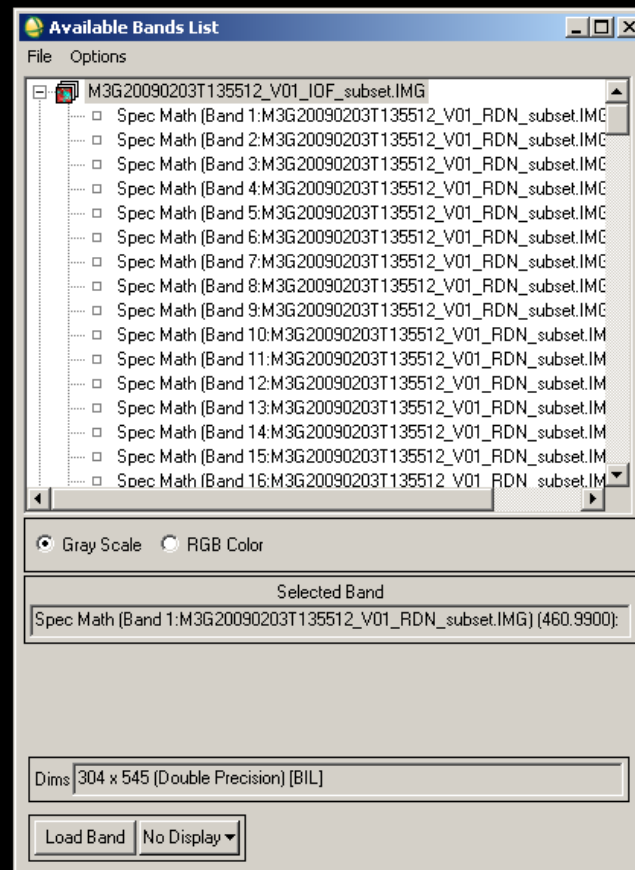 Available Bands List
File Options
M3G20090203T135512_V01_IOF_subset.IMG
Spec Math (Band 1:M3G20090203T135512_V01_RDN_subset.IMG
Spec Math (Band 2:M3G20090203T135512_V01_RDN_subset.IMG
Spec Math (Band 3:M3G20090203T135512_V01_RDN_subset.IMG
Spec Math (Band 4:M3G20090203T135512_V01_RDN_subset.IMG
Spec Math (Band 5:M3G20090203T135512_V01_RDN_subset.IMG
Spec Math (Band 6:M3G20090203T135512_V01_RDN_subset.IMG
Spec Math (Band 7:M3G20090203T135512_V01_RDN_subset.IMG
Spec Math (Band 8:M3G20090203T135512_V01_RDN_subset.IMG
Spec Math (Band 9:M3G20090203T135512_V01_RDN_subset.IMG
Spec Math (Band 10:M3G20090203T135512_V01_RDN_subset.IM
Spec Math (Band 11:M3G20090203T135512_V01_RDN_subset.IM
Spec Math (Band 12:M3G20090203T135512_V01_RDN_subset.IM
Spec Math (Band 13:M3G20090203T135512_V01_RDN_subset.IM
Spec Math (Band 14:M3G20090203T135512_V01_RDN_subset.IM
Spec Math (Band 15:M3G20090203T135512_V01_RDN_subset.IM
Spec Math (Band 16:M3G20090203T135512_V01_RDN_subset.IM
Gray Scale RGB Color
Selected Band
Spec Math (Band 1:M3G20090203T135512_V01_RDN_subset.IMG) (460.9900):
Dims 304 x 545 (Double Precision) [BIL]
Load Band No Display